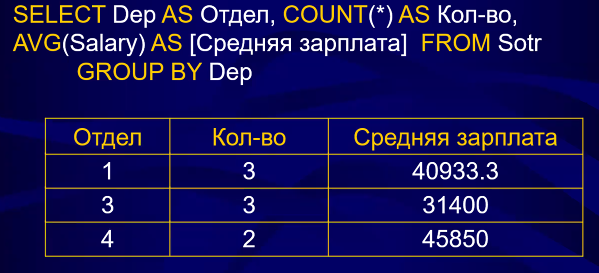 SELECT Dep AS Отдел, COUNT(*) AS Кол-во,
AVG(Salary) AS [Средняя зарплата] FROM Sotr
GROUP BY Dep
Отдел Кол-во Средняя зарплата
1 3 40933.3
3 3 31400
4 2 45850